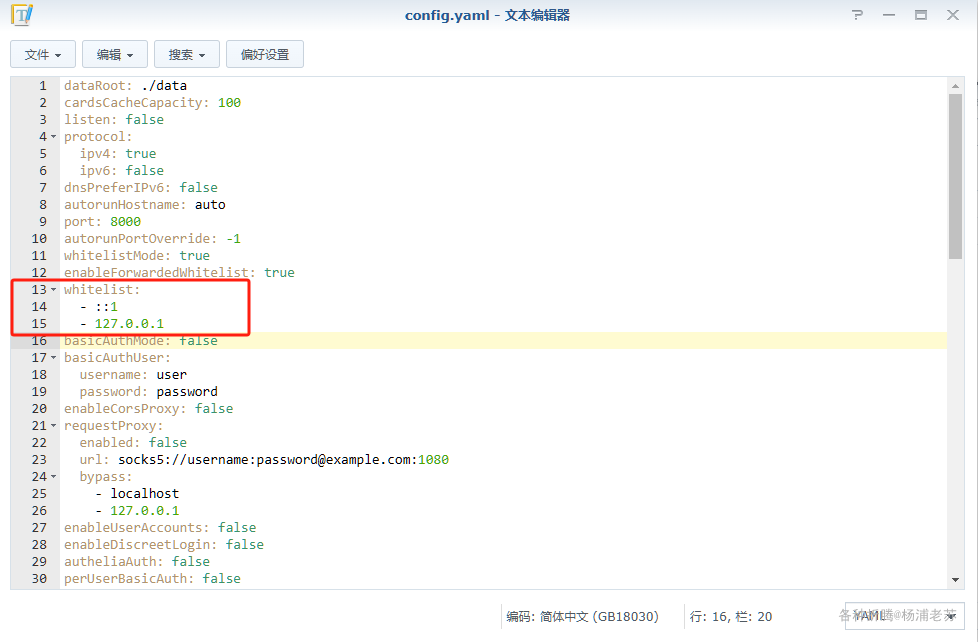 config.yaml - 文本编辑器
文件 编辑 搜索 偏好设置
1 dataRoot: ./data
2 cardsCacheCapacity: 100
3 listen: false
4 protocol:
5 ipv4: true
6 ipv6: false
7 dnsPreferIPv6: false
8 autorunHostname: auto
9 port: 8000
10 autorunPortOverride: -1
11 whitelistMode: true
12 enableForwardedWhitelist: true
13 whitelist:
14 - ::1
15 - 127.0.0.1
16 basicAuthMode: false
17 basicAuthUser:
18 username: user
19 password: password
20 enableCorsProxy: false
21 requestProxy:
22 enabled: false
23 url: socks5://username:password@example.com:1080
24 bypass:
25 - localhost
26 - 127.0.0.1
27 enableUserAccounts: false
28 enableDiscreetLogin: false
29 autheliaAuth: false
30 perUserBasicAuth: false
编码: 简体中文 (GB18030) 行: 16, 栏: 20 YAML
@杨浦老苏